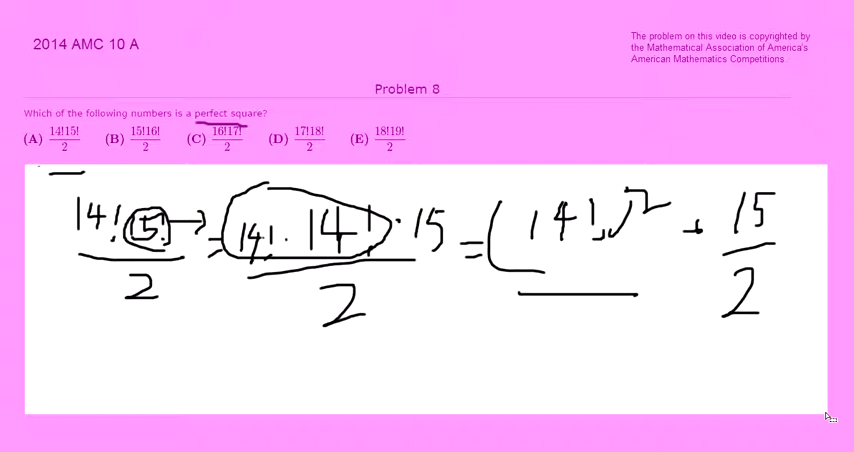 2014 AMC 10 A
The problem on this video is copyrighted by
the Mathematical Association of America's
American Mathematics Competitions
Problem 8
Which of the following numbers is a perfect square?
(A) 14!15!/2 (B) 15!16!/2 (C) 16!17!/2 (D) 17!18!/2 (E) 18!19!/2
14! 15! / 2 = 14! · 14! · 15 / 2 = (14!)² · 15 / 2